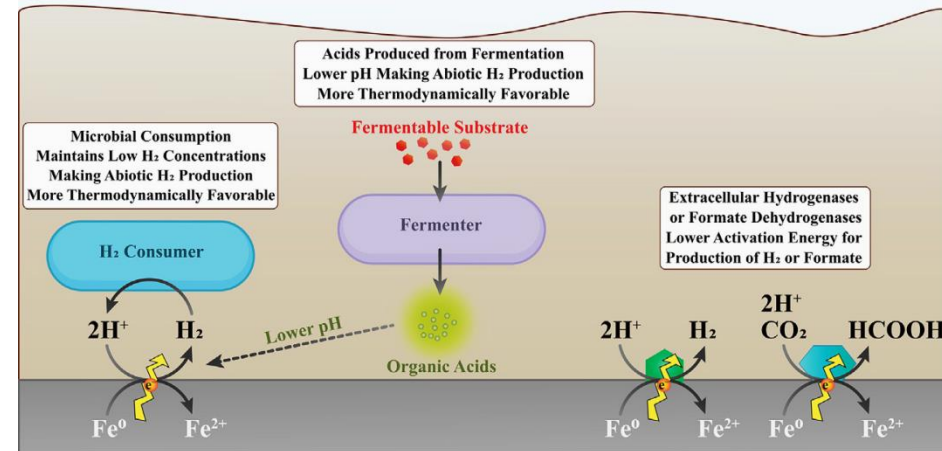 Acids Produced from Fermentation
Lower pH Making Abiotic H₂ Production
More Thermodynamically Favorable
Fermentable Substrate
Microbial Consumption
Maintains Low H₂ Concentrations
Making Abiotic H₂ Production
More Thermodynamically Favorable
Extracellular Hydrogenases
or Formate Dehydrogenases
Lower Activation Energy for
Production of H₂ or Formate
Fermenter
H₂ Consumer
2H⁺ H₂
Lower pH
Organic Acids
2H⁺ H₂
2H⁺
CO₂ HCOOH
e⁻
e⁻
e⁻
Fe⁰ Fe²⁺
Fe⁰ Fe²⁺
Fe⁰ Fe²⁺